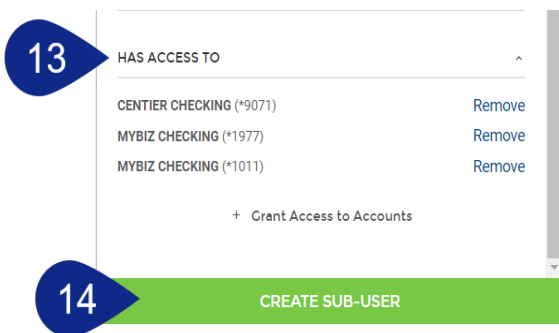 13 HAS ACCESS TO
CENTIER CHECKING (*9071) Remove
MYBIZ CHECKING (*1977) Remove
MYBIZ CHECKING (*1011) Remove
+ Grant Access to Accounts
14 CREATE SUB-USER